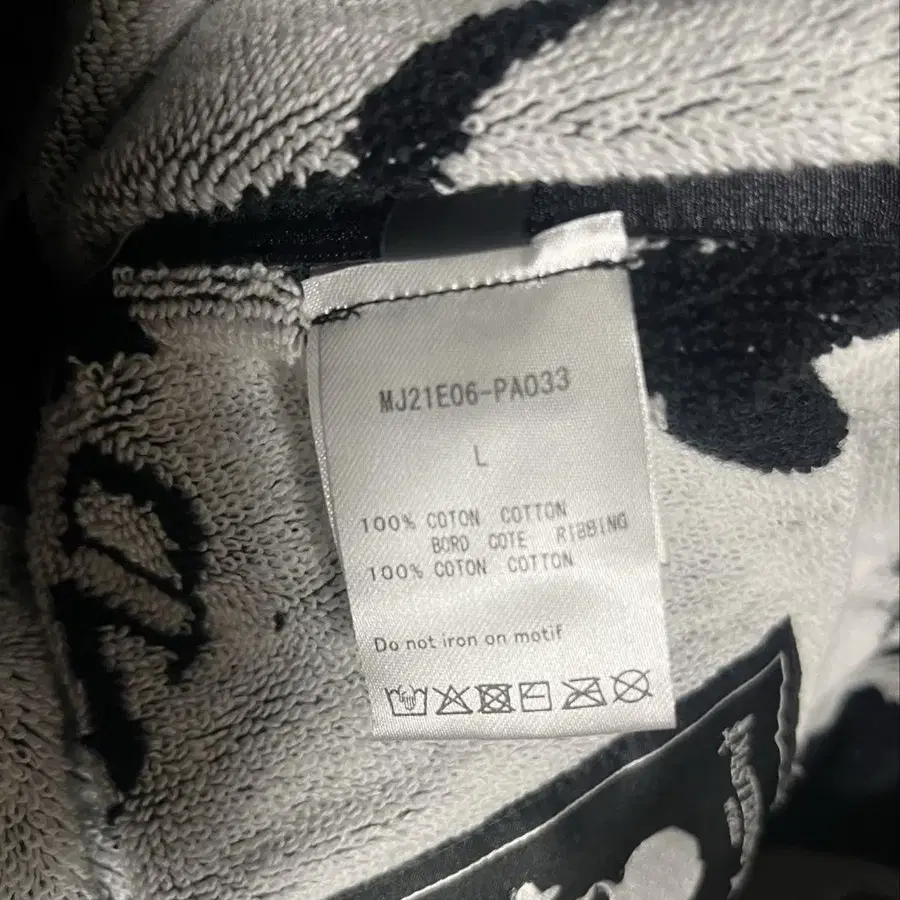 MJ21E06-PA033
L
100% COTON COTTON
BORD COTE RIBBING
100% COTON COTTON
Do not iron on motif